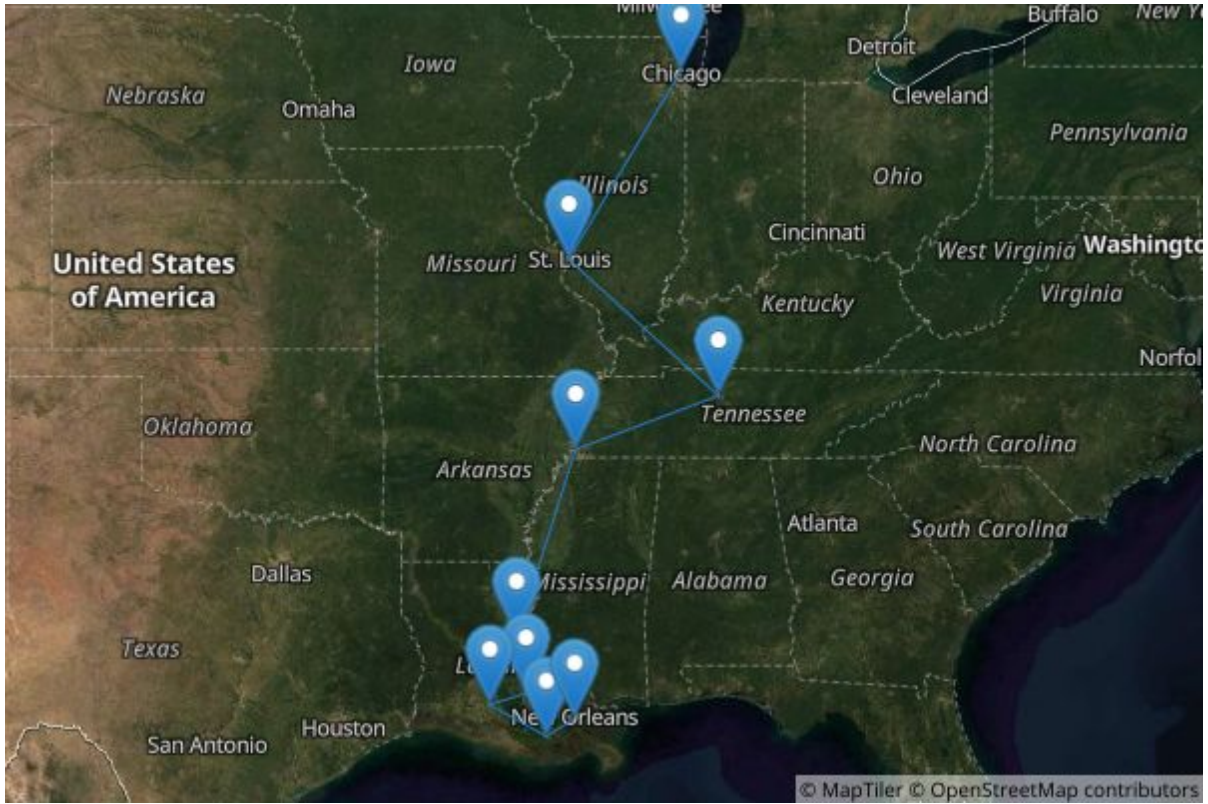 Buffalo
New Y
Detroit
Iowa
Chicago
Nebraska
Omaha
Cleveland
Pennsylvania
Illinois
Ohio
Cincinnati
United States
of America
Missouri
St. Louis
West Virginia
Washingto
Kentucky
Virginia
Norfol
Tennessee
Oklahoma
North Carolina
Arkansas
Atlanta
South Carolina
Dallas
Mississippi
Alabama
Georgia
Texas
New Orleans
Houston
San Antonio
© MapTiler © OpenStreetMap contributors